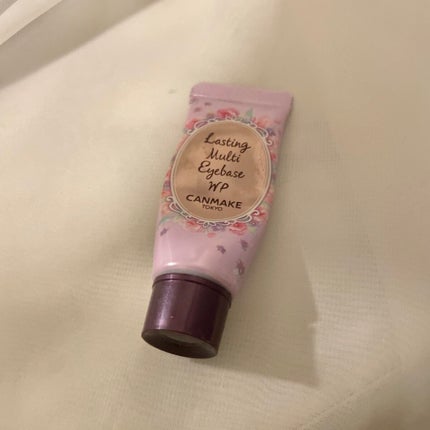 Lasting
Multi
Eyebase
WP
CANMAKE
TOKYO